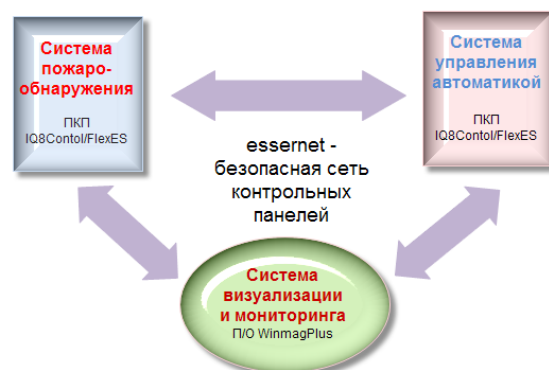 Система
пожаро-
обнаружения
ПКП
IQ8Contol/FlexES
Система
управления
автоматикой
ПКП
IQ8Contol/FlexES
essernet -
безопасная сеть
контрольных
панелей
Система
визуализации
и мониторинга
П/О WinmagPlus